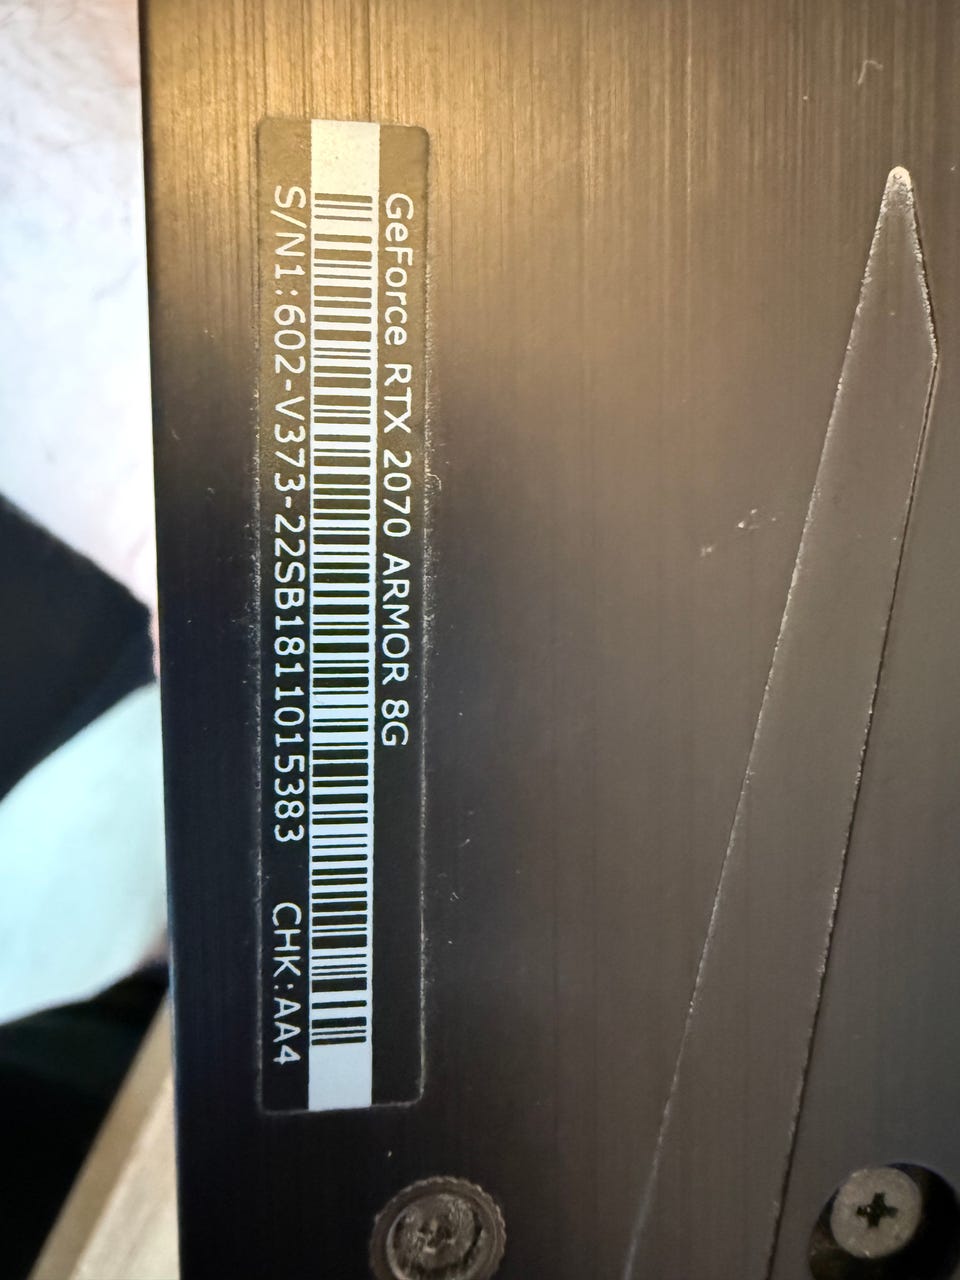 GeForce RTX 2070 ARMOR 8G
S/N1:602-V373-22SB1811015383 CHK:AA4